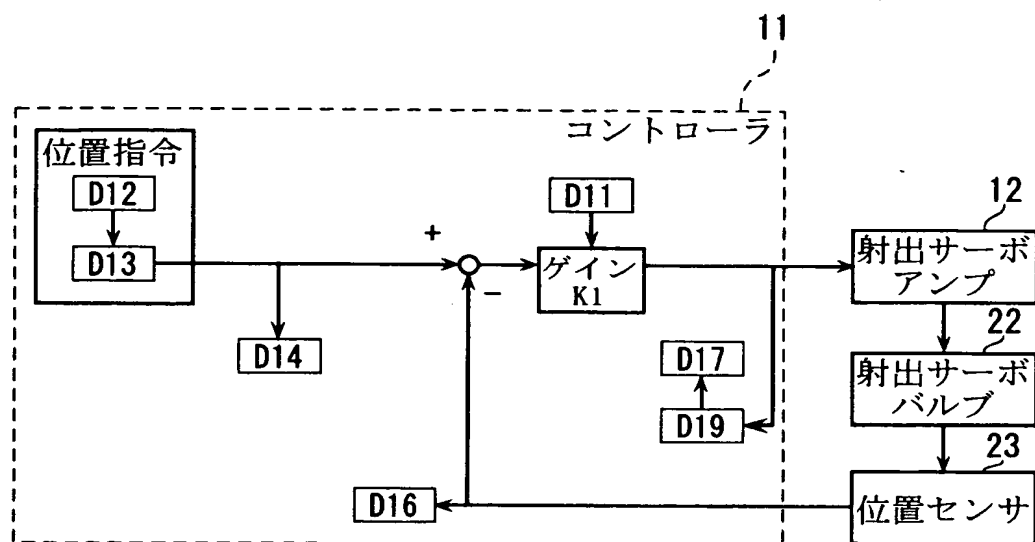 11
コントローラ
位置指令
D12
D13
D14
+
-
D11
ゲイン
K1
D17
D19
D16
12
射出サーボ
アンプ
22
射出サーボ
バルブ
23
位置センサ